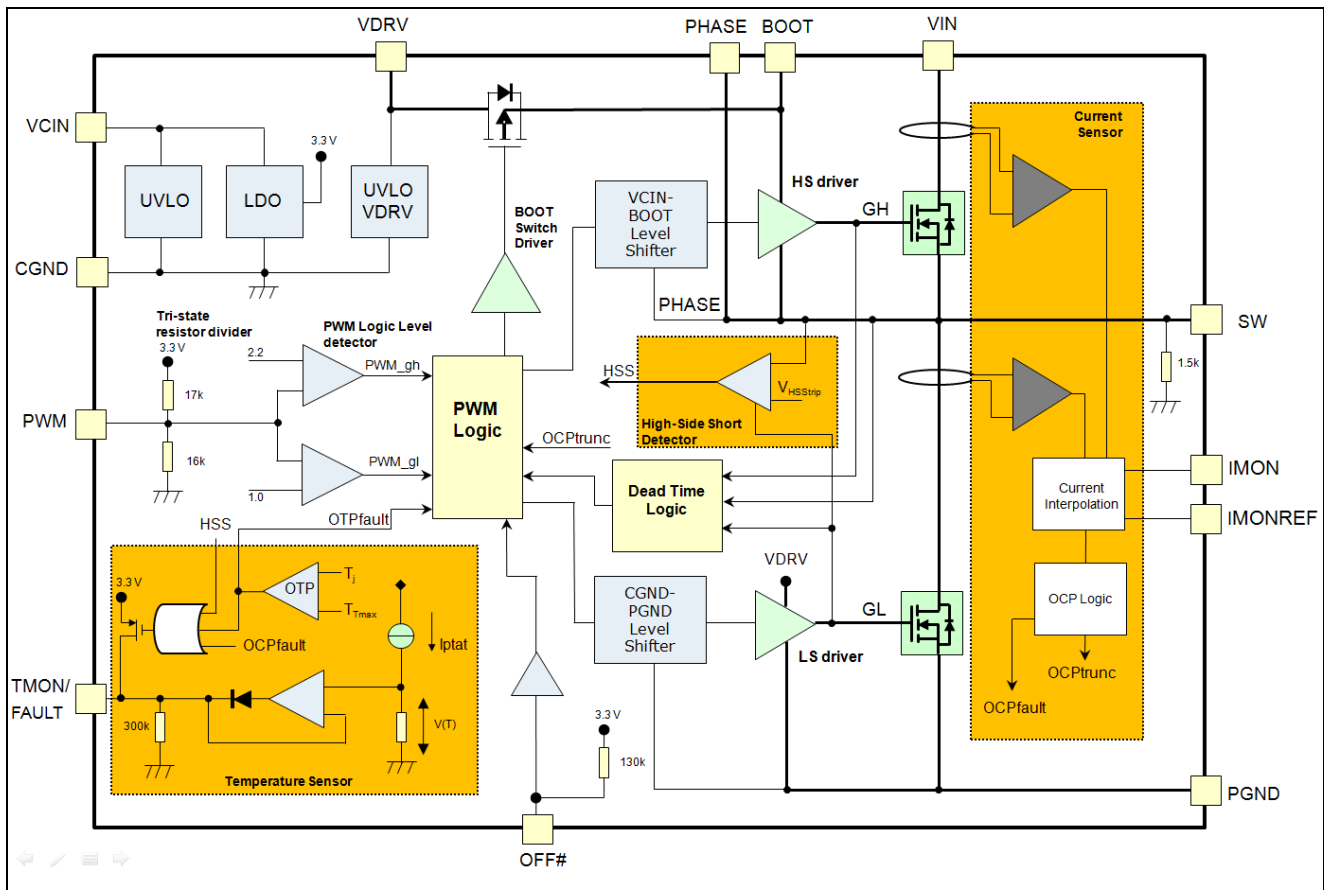 VDRV
PHASE
BOOT
VIN
VCIN
3.3 V
Current
Sensor
UVLO
LDO
UVLO
VDRV
BOOT
Switch
Driver
VCIN-
BOOT
Level
Shifter
HS driver
GH
CGND
PHASE
SW
1.5k
Tri-state
resistor divider
3.3 V
17k
16k
PWM Logic Level
detector
2.2
PWM_gh
PWM
1.0
PWM_gl
PWM
Logic
HSS
VHSStrip
High-Side Short
Detector
OCPtrunc
Dead Time
Logic
IMON
IMONREF
Current
Interpolation
OCP Logic
OCPtrunc
OCPfault
HSS
OTPfault
3.3 V
OTP
Tj
TTmax
OCPfault
Iptat
V(T)
300k
Temperature Sensor
TMON/
FAULT
CGND-
PGND
Level
Shifter
VDRV
GL
LS driver
3.3 V
130k
OFF#
PGND